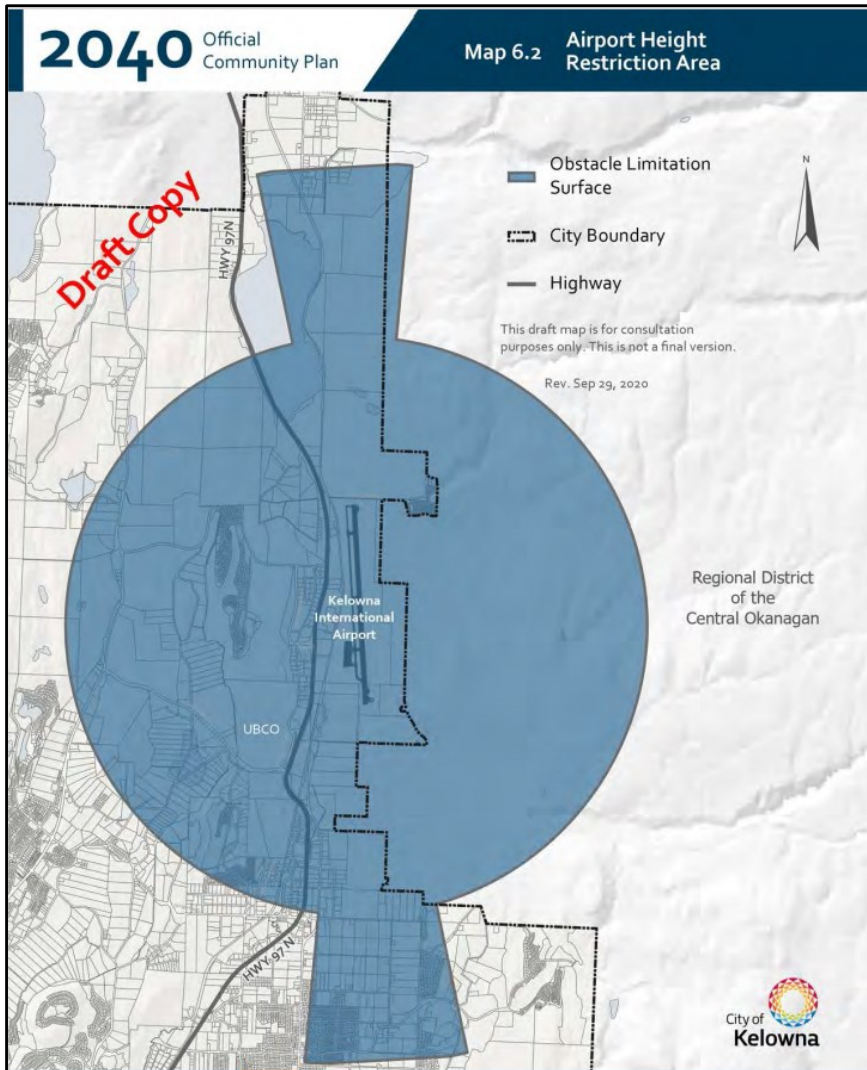 2040 Official
Community Plan
Map 6.2 Airport Height
Restriction Area
Draft Copy
HWY 97N
N
Obstacle Limitation
Surface
City Boundary
Highway
This draft map is for consultation
purposes only. This is not a final version.
Rev. Sep 29, 2020
Kelowna
International
Airport
Regional District
of the
Central Okanagan
UBCO
HWY 97 N
City of
Kelowna